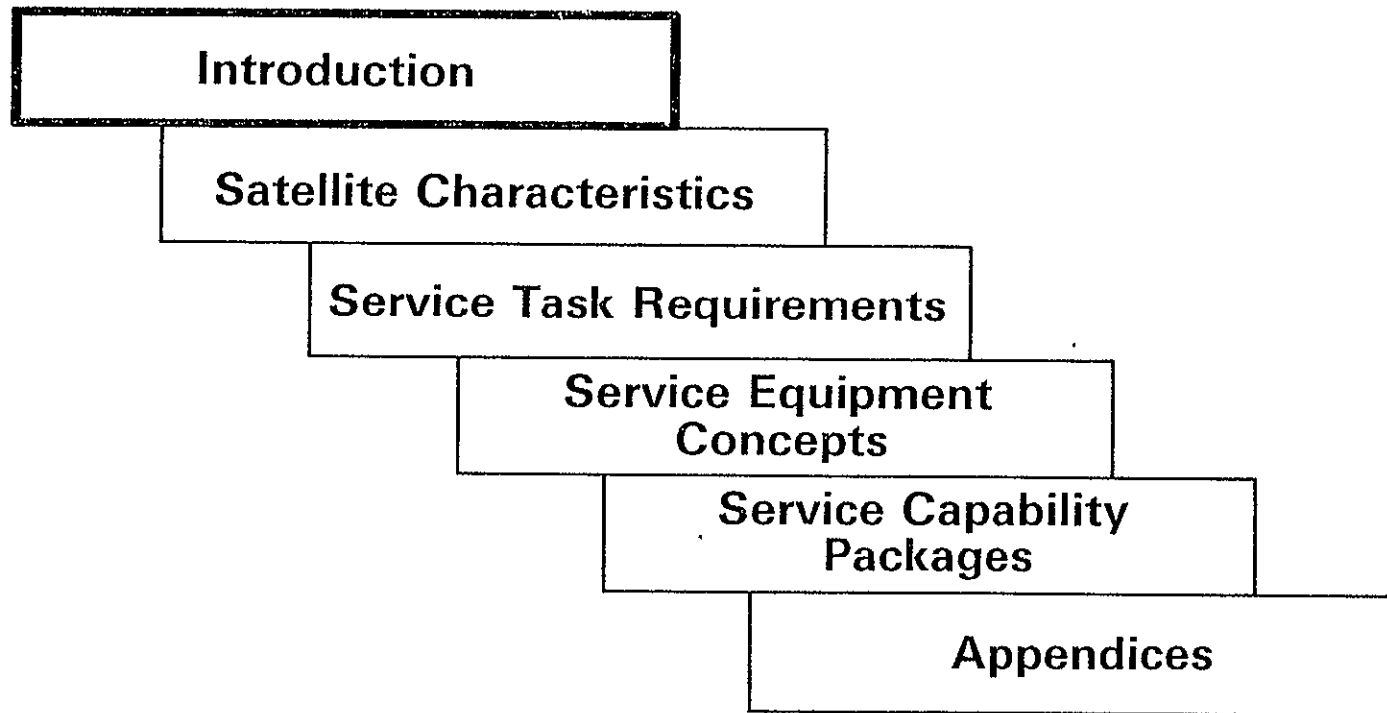 Introduction
Satellite Characteristics
Service Task Requirements
Service Equipment
Concepts
Service Capability
Packages
Appendices